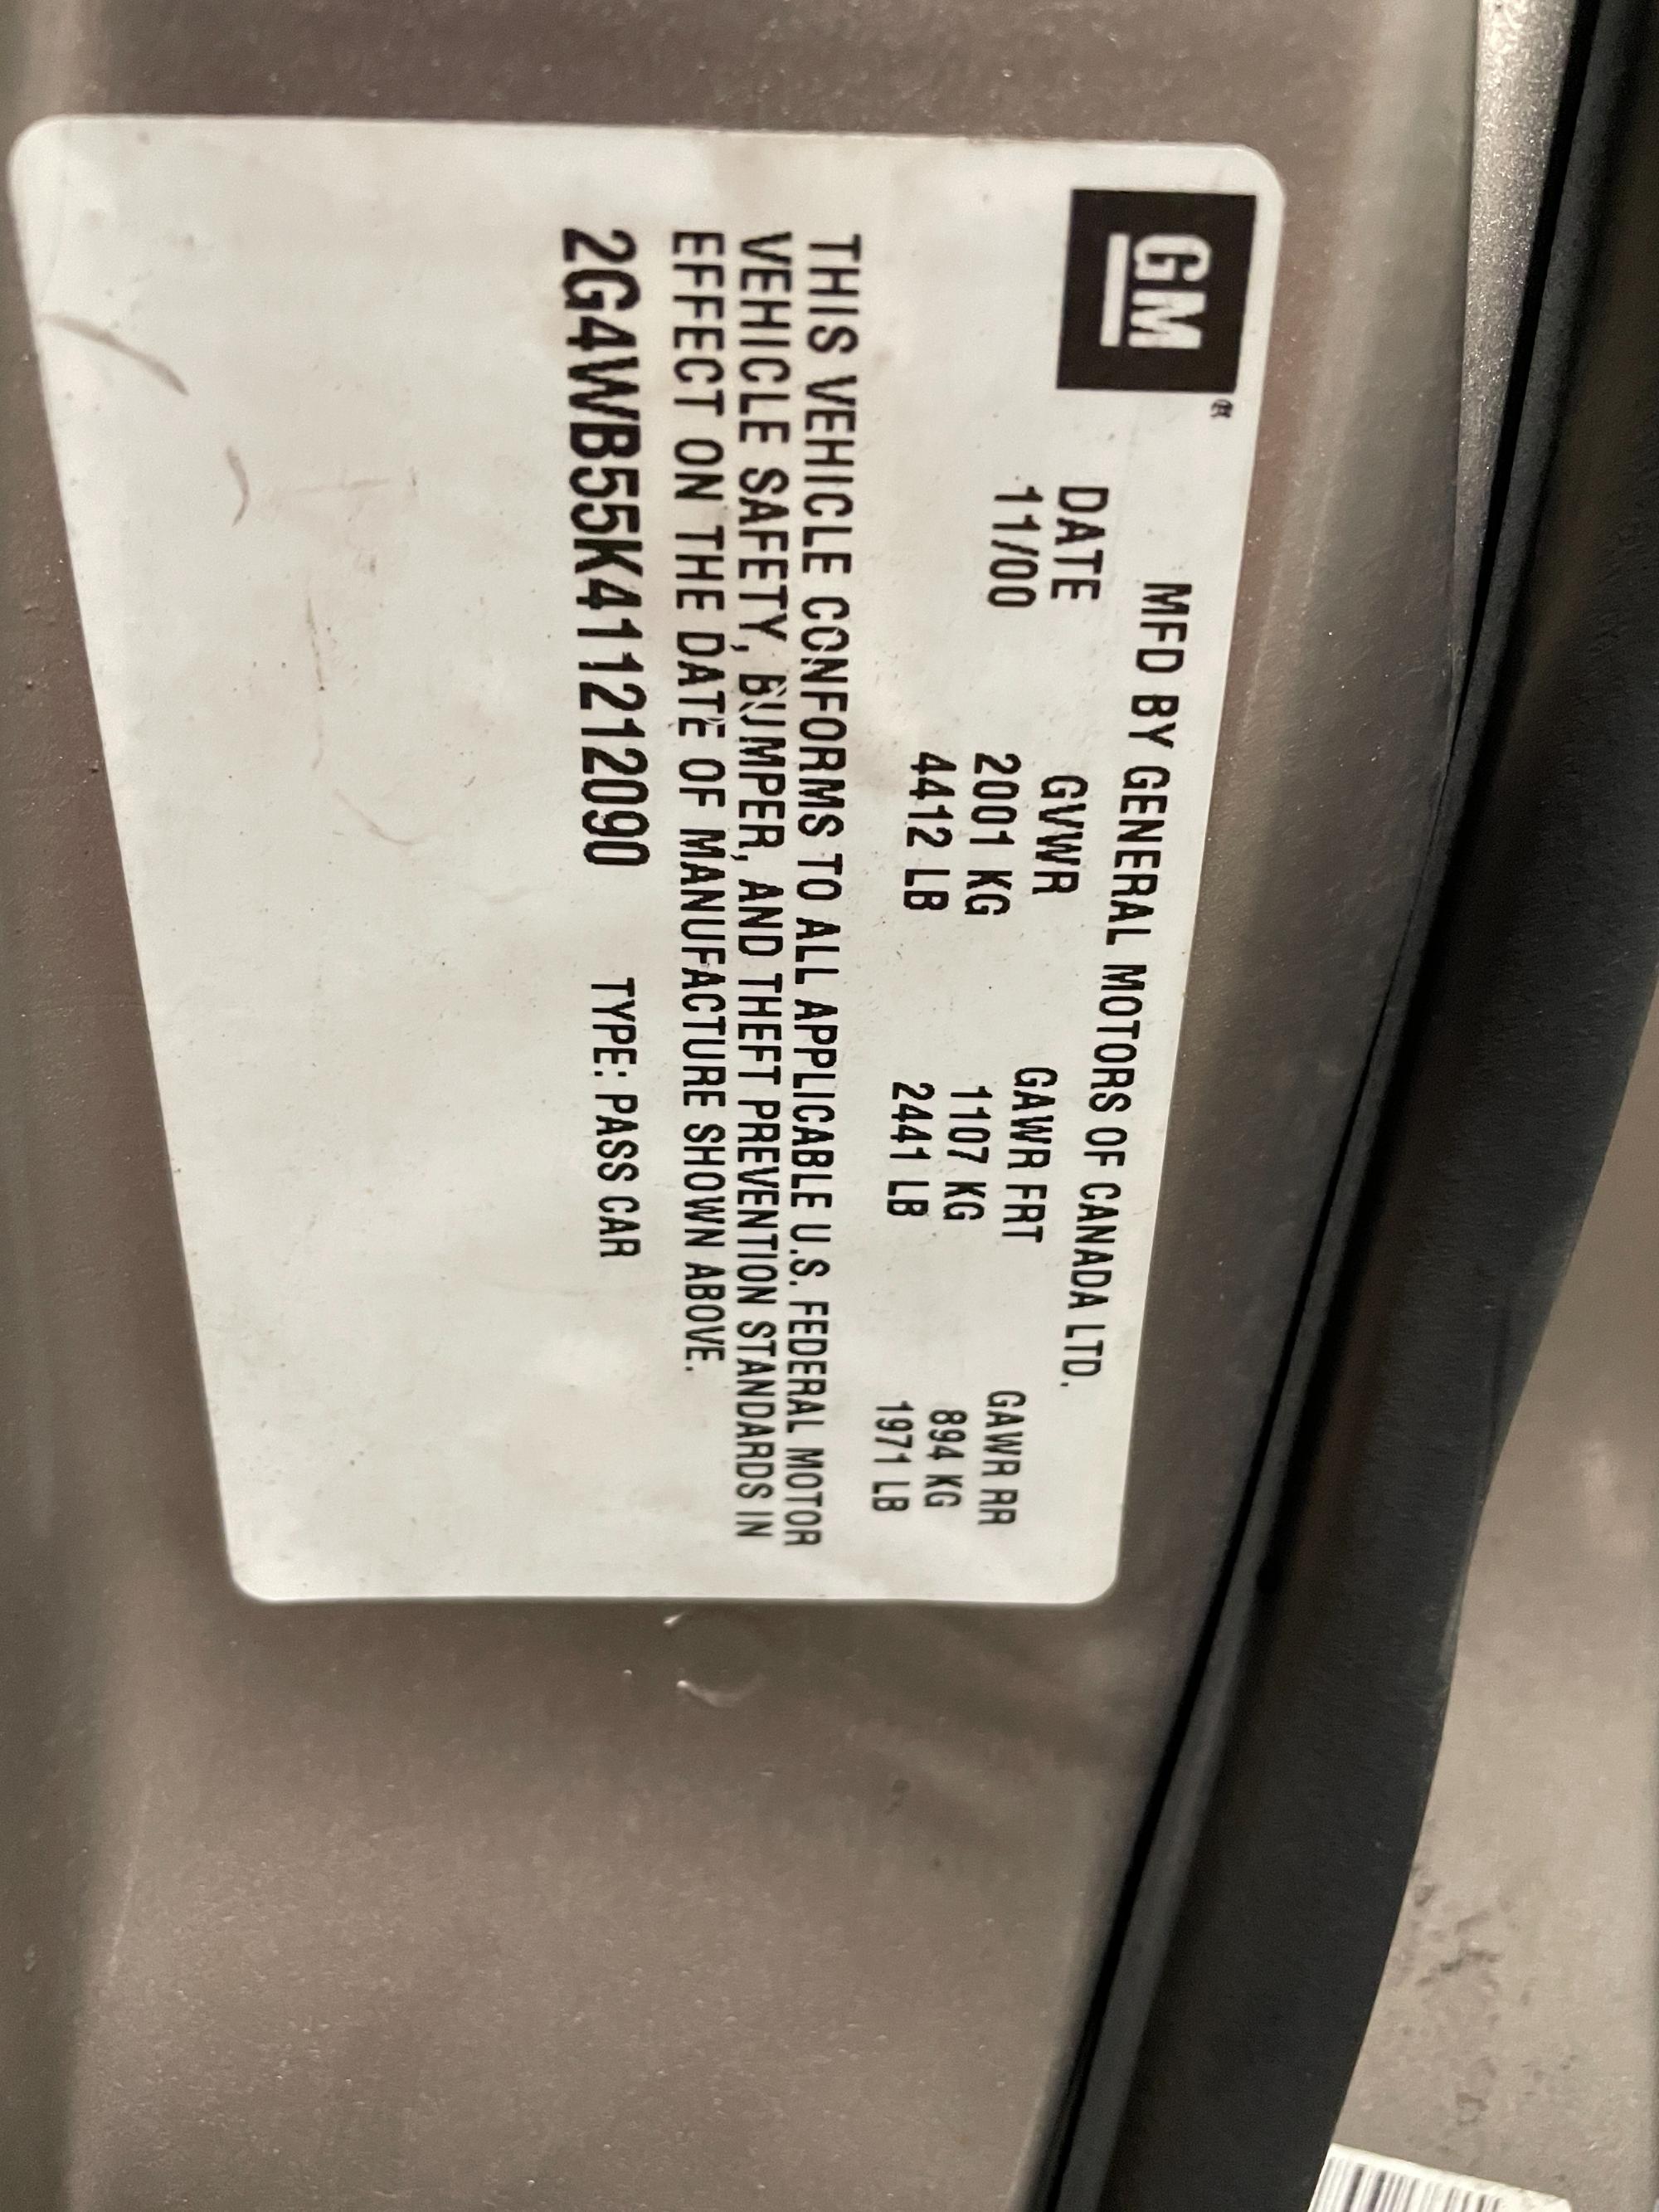 GM®
MFD BY GENERAL MOTORS OF CANADA LTD.
DATE GVWR GAWR FRT GAWR RR
11/00 2001 KG 1107 KG 894 KG
4412 LB 2441 LB 1971 LB
THIS VEHICLE CONFORMS TO ALL APPLICABLE U.S. FEDERAL MOTOR
VEHICLE SAFETY, BUMPER, AND THEFT PREVENTION STANDARDS IN
EFFECT ON THE DATE OF MANUFACTURE SHOWN ABOVE.
2G4WB55K411212090 TYPE: PASS CAR